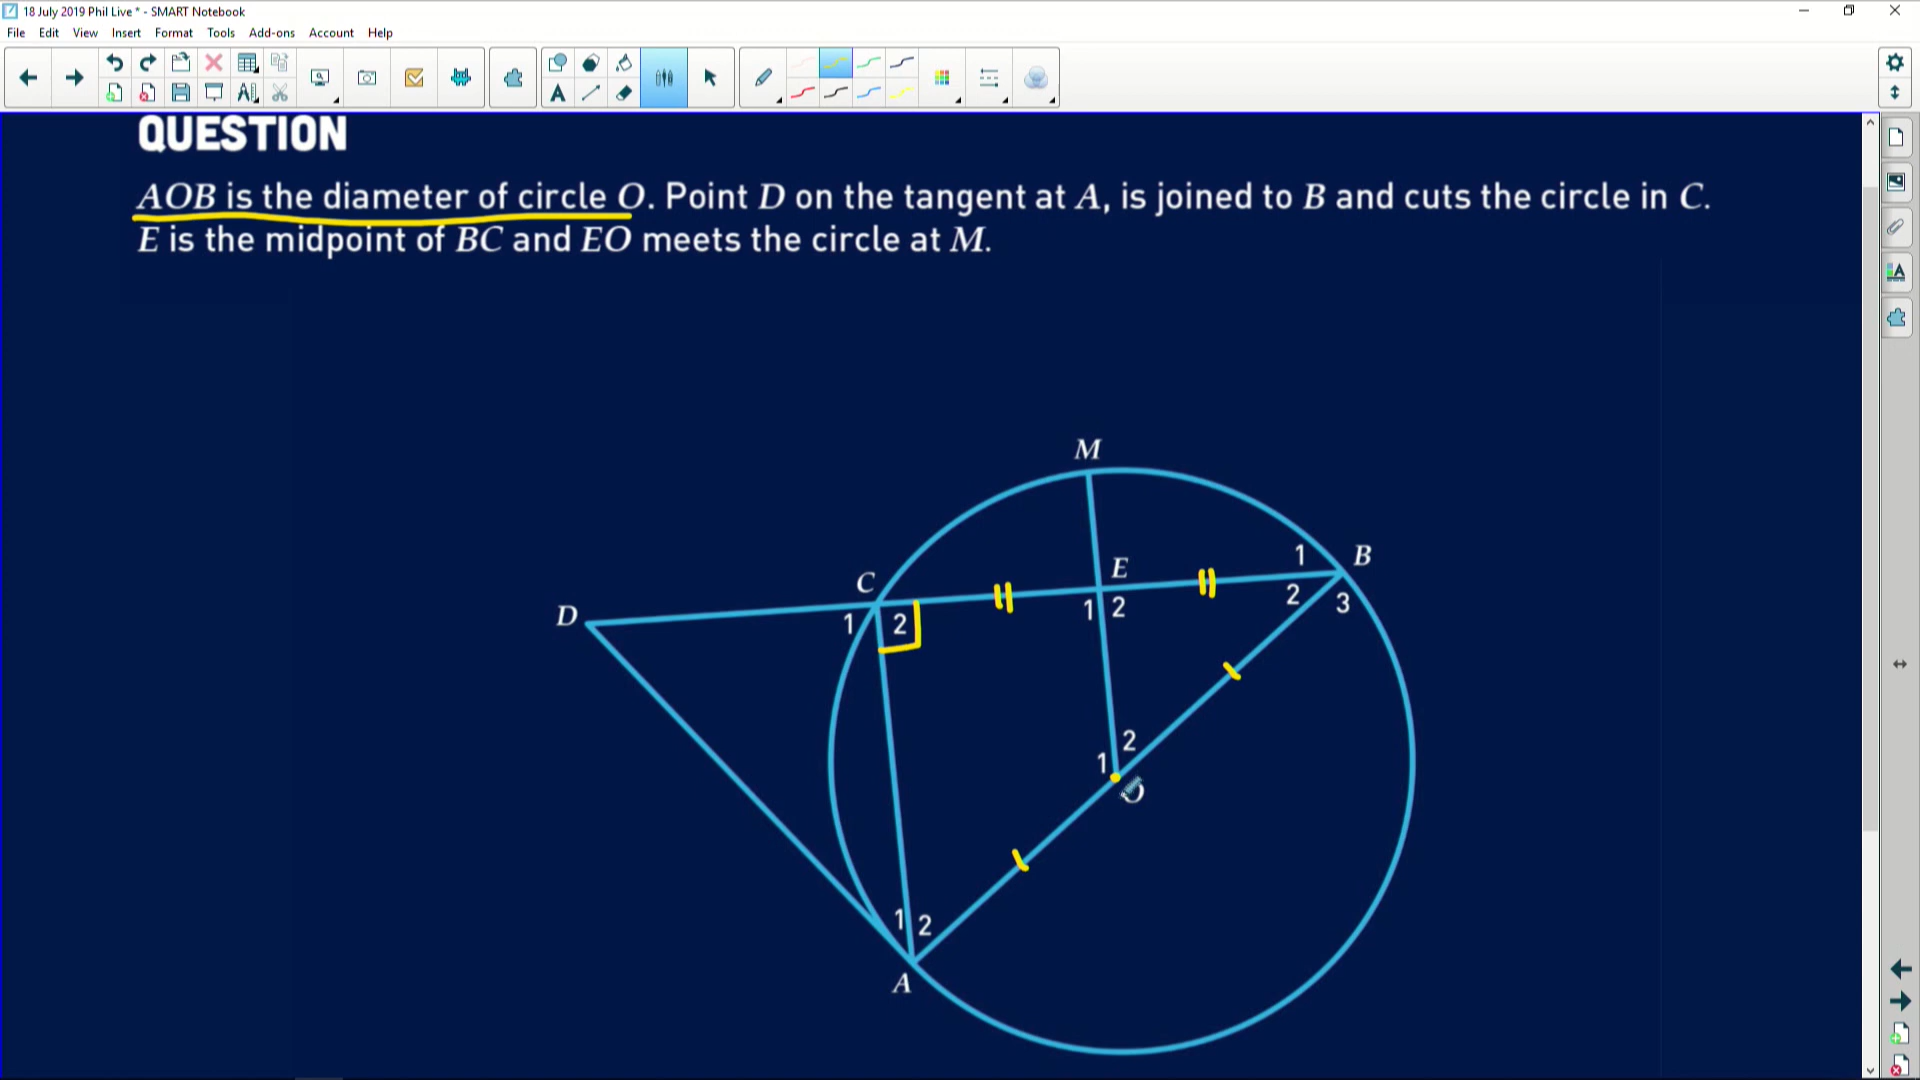 18 July 2019 Phil Live * - SMART Notebook
File Edit View Insert Format Tools Add-ons Account Help
QUESTION
AOB is the diameter of circle O. Point D on the tangent at A, is joined to B and cuts the circle in C.
E is the midpoint of BC and EO meets the circle at M.
M
1 B
E
C
D
1 2
1 2
2 3
2
1
O
1 2
A